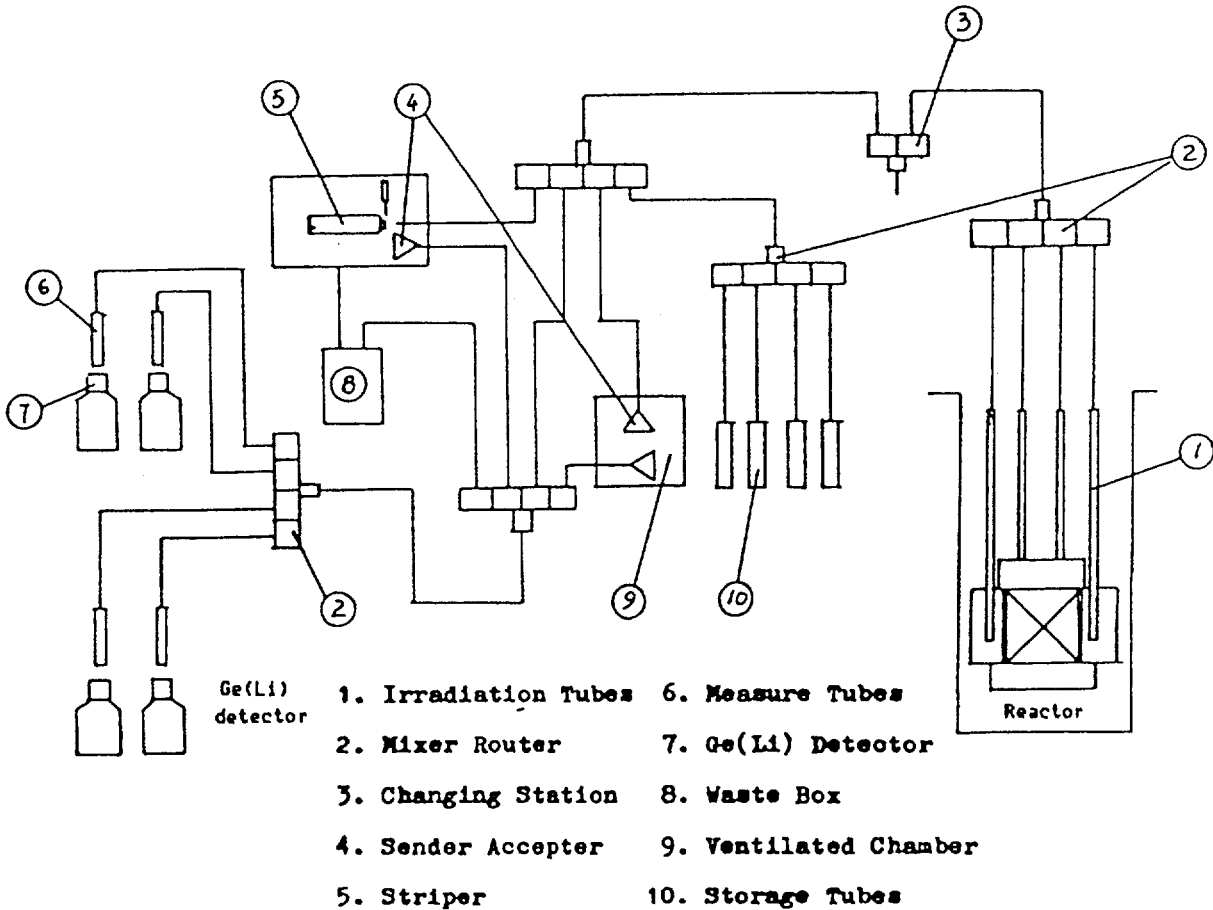 3
5
4
2
6
8
7
1
2
9
10
Ge(Li)
detector
Reactor
1. Irradiation Tubes 6. Measure Tubes
2. Mixer Router 7. Ge(Li) Detector
3. Changing Station 8. Waste Box
4. Sender Accepter 9. Ventilated Chamber
5. Striper 10. Storage Tubes